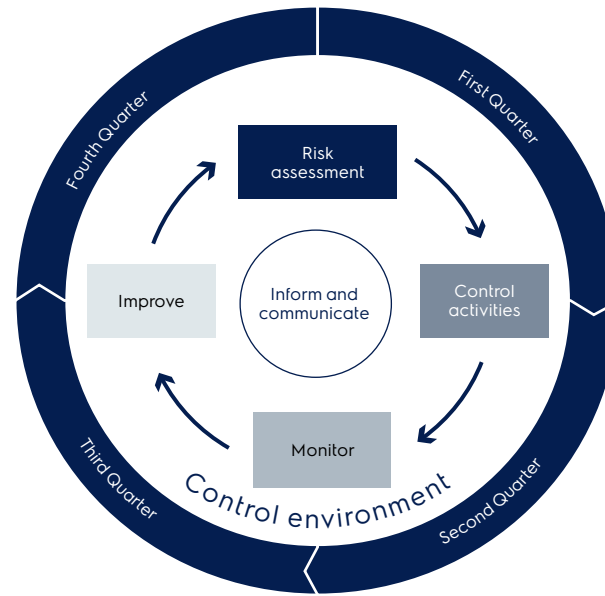 First Quarter
Fourth Quarter
Risk
assessment
Improve
Inform and
communicate
Control
activities
Monitor
Control environment
Third Quarter
Second Quarter